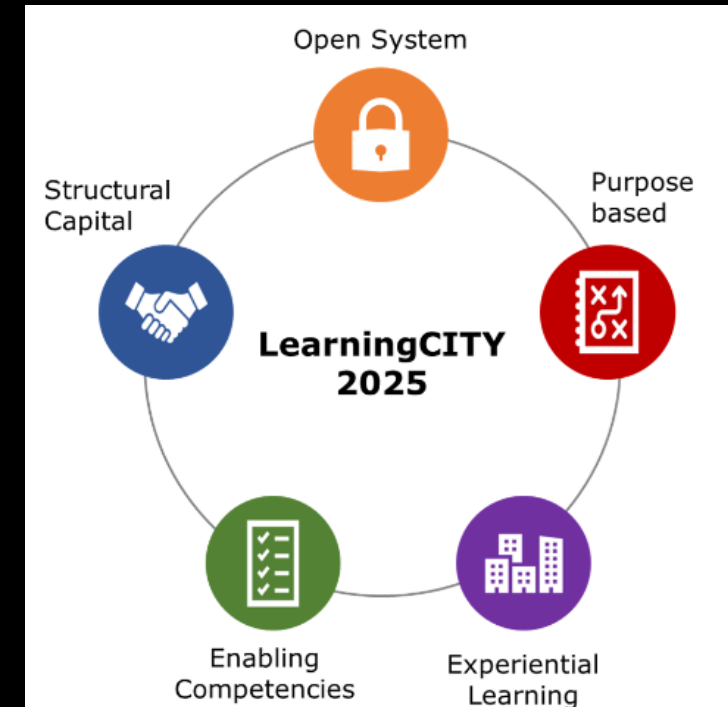 Open System
Structural
Capital
Purpose
based
LearningCITY
2025
Enabling
Competencies
Experiential
Learning